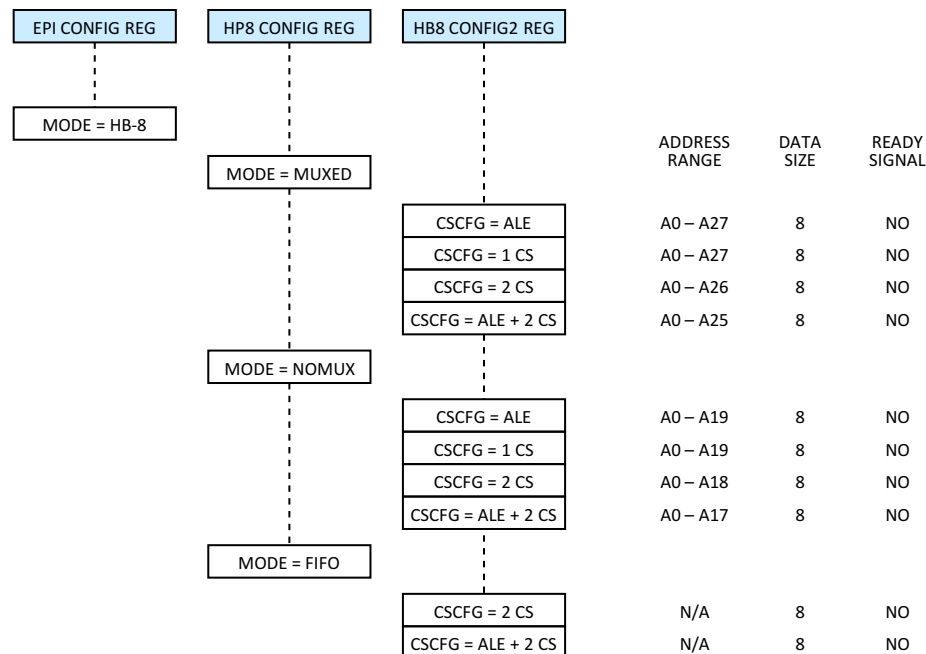 EPI CONFIG REG HP8 CONFIG REG HB8 CONFIG2 REG
MODE = HB-8
ADDRESS RANGE DATA SIZE READY SIGNAL
MODE = MUXED
CSCFG = ALE A0 – A27 8 NO
CSCFG = 1 CS A0 – A27 8 NO
CSCFG = 2 CS A0 – A26 8 NO
CSCFG = ALE + 2 CS A0 – A25 8 NO
MODE = NOMUX
CSCFG = ALE A0 – A19 8 NO
CSCFG = 1 CS A0 – A19 8 NO
CSCFG = 2 CS A0 – A18 8 NO
CSCFG = ALE + 2 CS A0 – A17 8 NO
MODE = FIFO
CSCFG = 2 CS N/A 8 NO
CSCFG = ALE + 2 CS N/A 8 NO